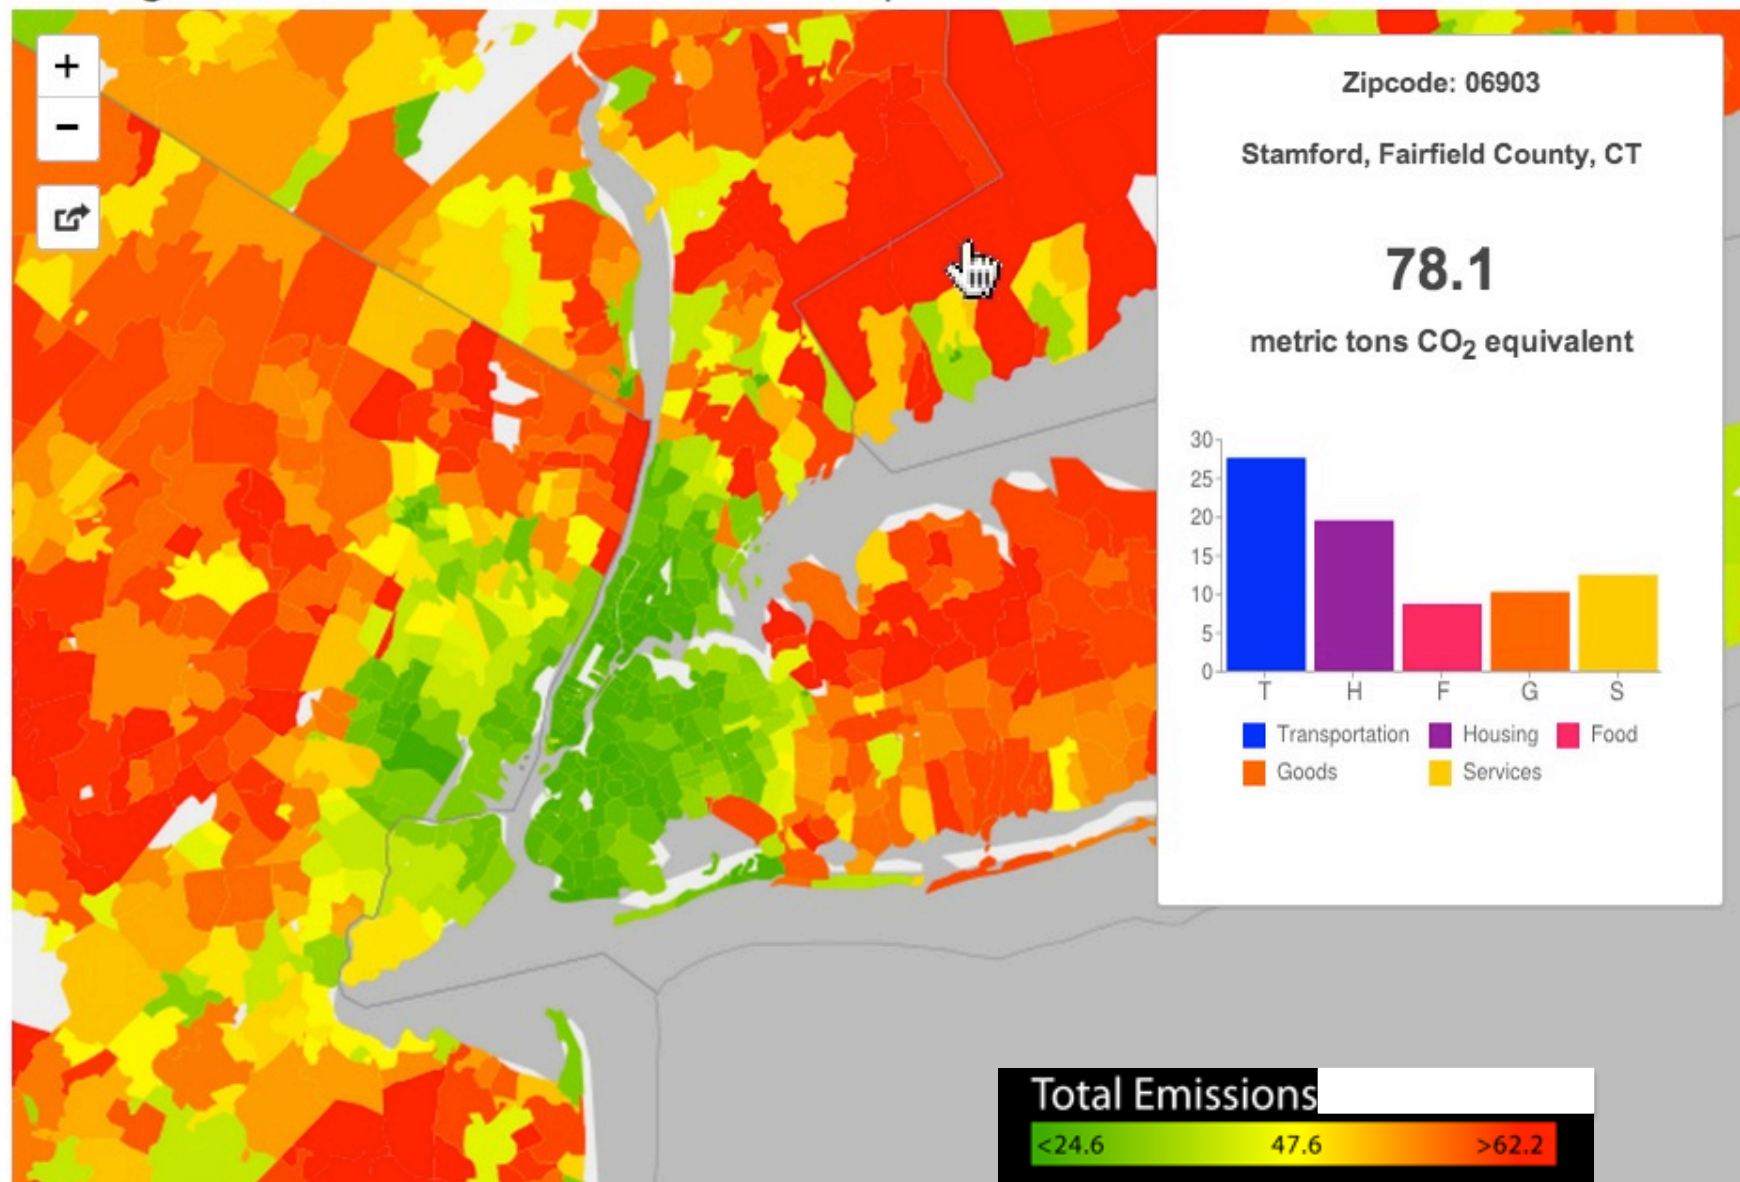 +
−
Zipcode: 06903
Stamford, Fairfield County, CT
78.1
metric tons CO₂ equivalent
30
25
20
15
10
5
0
T H F G S
Transportation Housing Food
Goods Services
Total Emissions
<24.6 47.6 >62.2